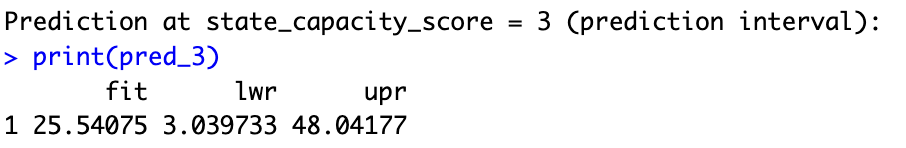 Prediction at state_capacity_score = 3 (prediction interval):
> print(pred_3)
       fit      lwr      upr
1 25.54075 3.039733 48.04177